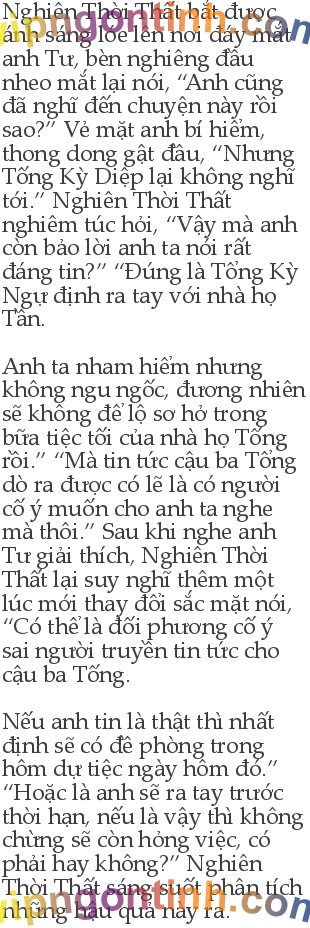 Nghiên Thời Thất bắt được
ánh sáng lóe lên nơi đáy mắt
anh Tư, bèn nghiêng đầu
nheo mắt lại nói, “Anh cũng
đã nghĩ đến chuyện này rồi
sao?” Vẻ mặt anh bí hiểm,
thong dong gật đầu, “Nhưng
Tống Kỳ Diệp lại không nghĩ
tới.” Nghiên Thời Thất
nghiêm túc hỏi, “Vậy mà anh
còn bảo lời anh ta nói rất
đáng tin?” “Đúng là Tống Kỳ
Ngự định ra tay với nhà họ
Tần.
Anh ta nham hiểm nhưng
không ngu ngốc, đương nhiên
sẽ không để lộ sơ hở trong
bữa tiệc tối của nhà họ Tống
rồi.” “Mà tin tức cậu ba Tống
dò ra được có lẽ là có người
cố ý muốn cho anh ta nghe
mà thôi.” Sau khi nghe anh
Tư giải thích, Nghiên Thời
Thất lại suy nghĩ thêm một
lúc mới thay đổi sắc mặt nói,
“Có thể là đối phương cố ý
sai người truyền tin tức cho
cậu ba Tống.
Nếu anh tin là thật thì nhất
định sẽ có đề phòng trong
hôm dự tiệc ngày hôm đó.”
“Hoặc là anh sẽ ra tay trước
thời hạn, nếu là vậy thì không
chừng sẽ còn hỏng việc, có
phải hay không?” Nghiên
Thời Thất sáng suốt phân tích
những hậu quả này ra.
vipngontinh.com